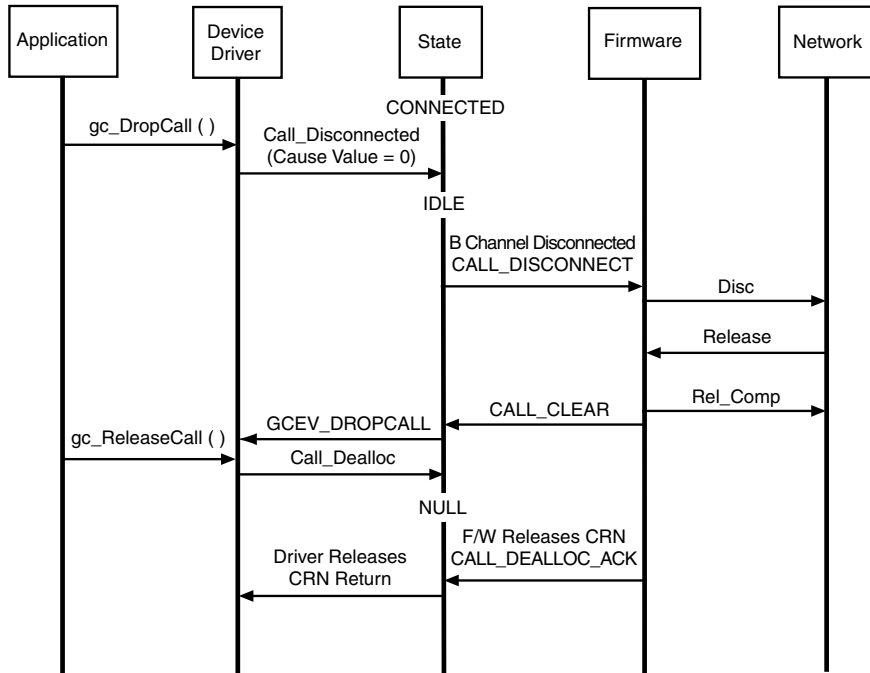 Application
Device
Driver
State
Firmware
Network
CONNECTED
gc_DropCall ( )
Call_Disconnected
(Cause Value = 0)
IDLE
B Channel Disconnected
CALL_DISCONNECT
Disc
Release
Rel_Comp
CALL_CLEAR
GCEV_DROPCALL
gc_ReleaseCall ( )
Call_Dealloc
NULL
F/W Releases CRN
CALL_DEALLOC_ACK
Driver Releases
CRN Return